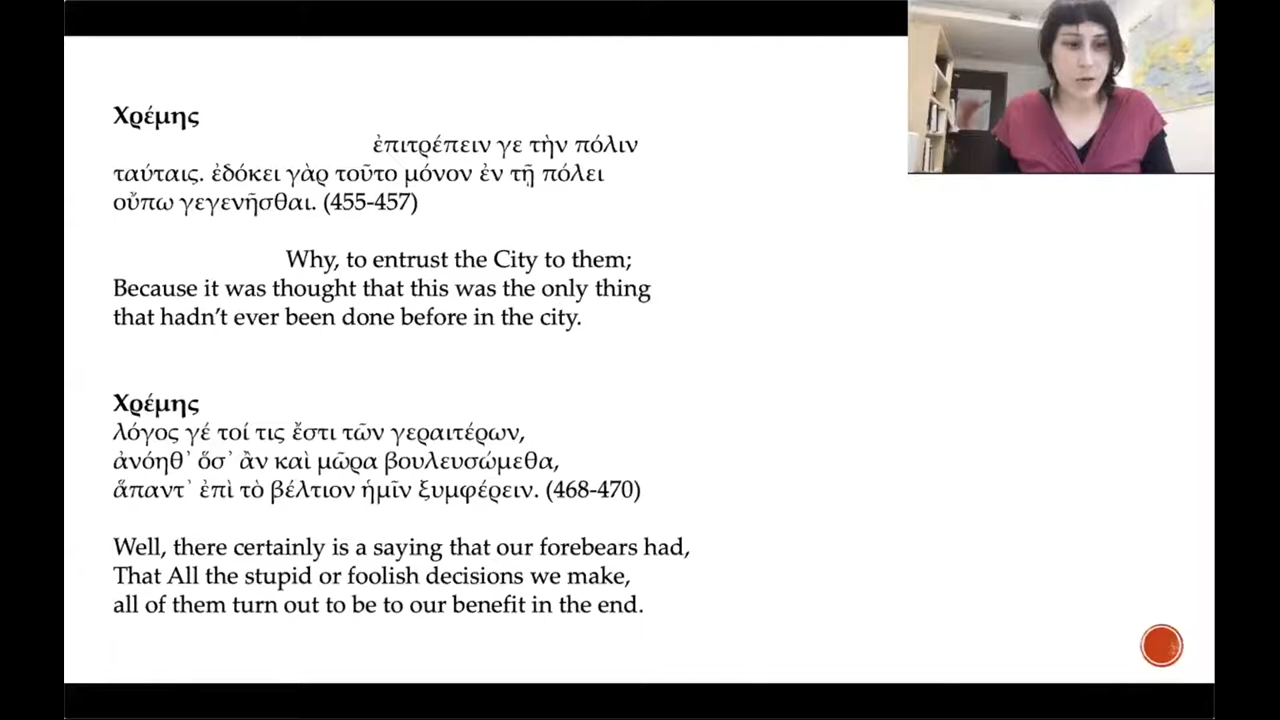 Χρέμης
ἐπιτρέπειν γε τὴν πόλιν
ταύταις. ἐδόκει γὰρ τοῦτο μόνον ἐν τῇ πόλει
οὔπω γεγενῆσθαι. (455-457)
Why, to entrust the City to them;
Because it was thought that this was the only thing
that hadn’t ever been done before in the city.
Χρέμης
λόγος γέ τοί τις ἔστι τῶν γεραιτέρων,
ἀνόηθ᾽ ὅσ᾽ ἂν καὶ μῶρα βουλευσώμεθα,
ἅπαντ᾽ ἐπὶ τὸ βέλτιον ἡμῖν ξυμφέρειν. (468-470)
Well, there certainly is a saying that our forebears had,
That All the stupid or foolish decisions we make,
all of them turn out to be to our benefit in the end.